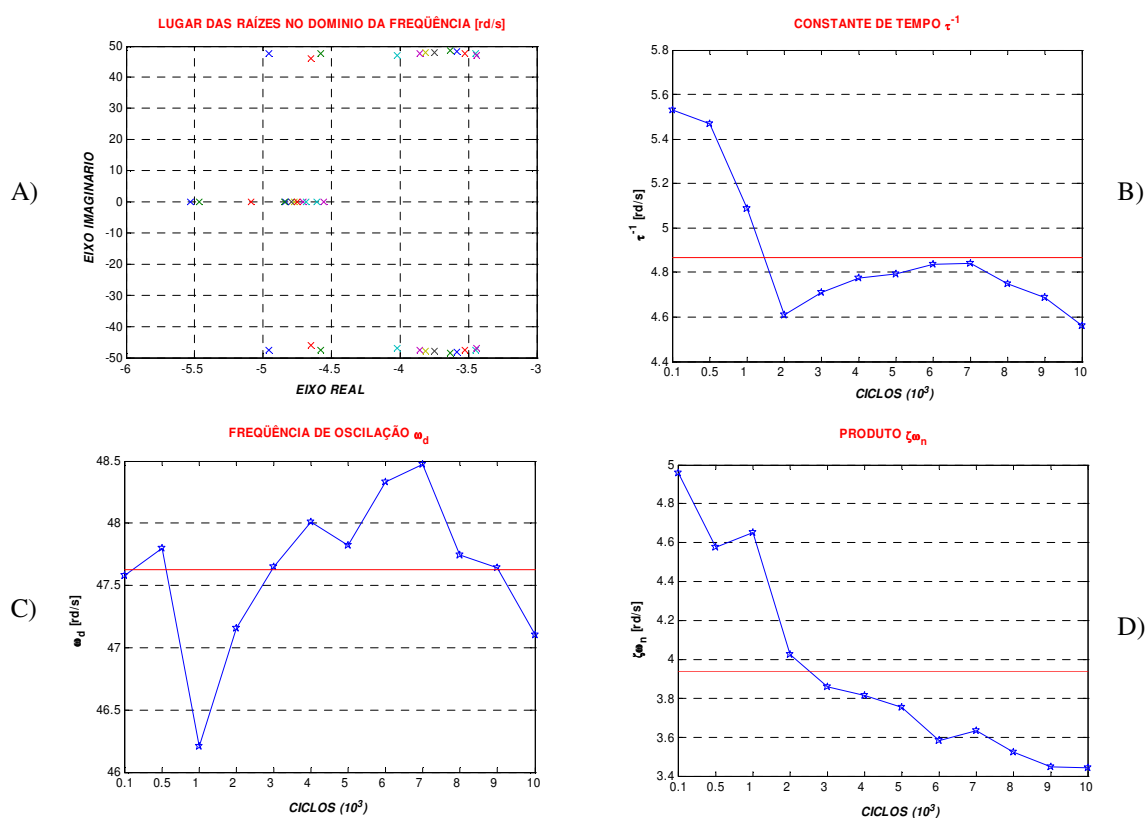 LUGAR DAS RAÍZES NO DOMINIO DA FREQÜÊNCIA [rd/s]
50
40
30
20
10
0
-10
-20
-30
-40
-50
EIXO IMAGINARIO
-6 -5.5 -5 -4.5 -4 -3.5 -3
EIXO REAL
A)
CONSTANTE DE TEMPO τ⁻¹
5.8
5.6
5.4
5.2
5
4.8
4.6
4.4
τ⁻¹ [rd/s]
0.1 0.5 1 2 3 4 5 6 7 8 9 10
CICLOS (10³)
B)
FREQÜÊNCIA DE OSCILAÇÃO ω_d
48.5
48
47.5
47
46.5
46
ω_d [rd/s]
0.1 0.5 1 2 3 4 5 6 7 8 9 10
CICLOS (10³)
C)
PRODUTO ζω_n
5
4.8
4.6
4.4
4.2
4
3.8
3.6
3.4
ζω_n [rd/s]
0.1 0.5 1 2 3 4 5 6 7 8 9 10
CICLOS (10³)
D)